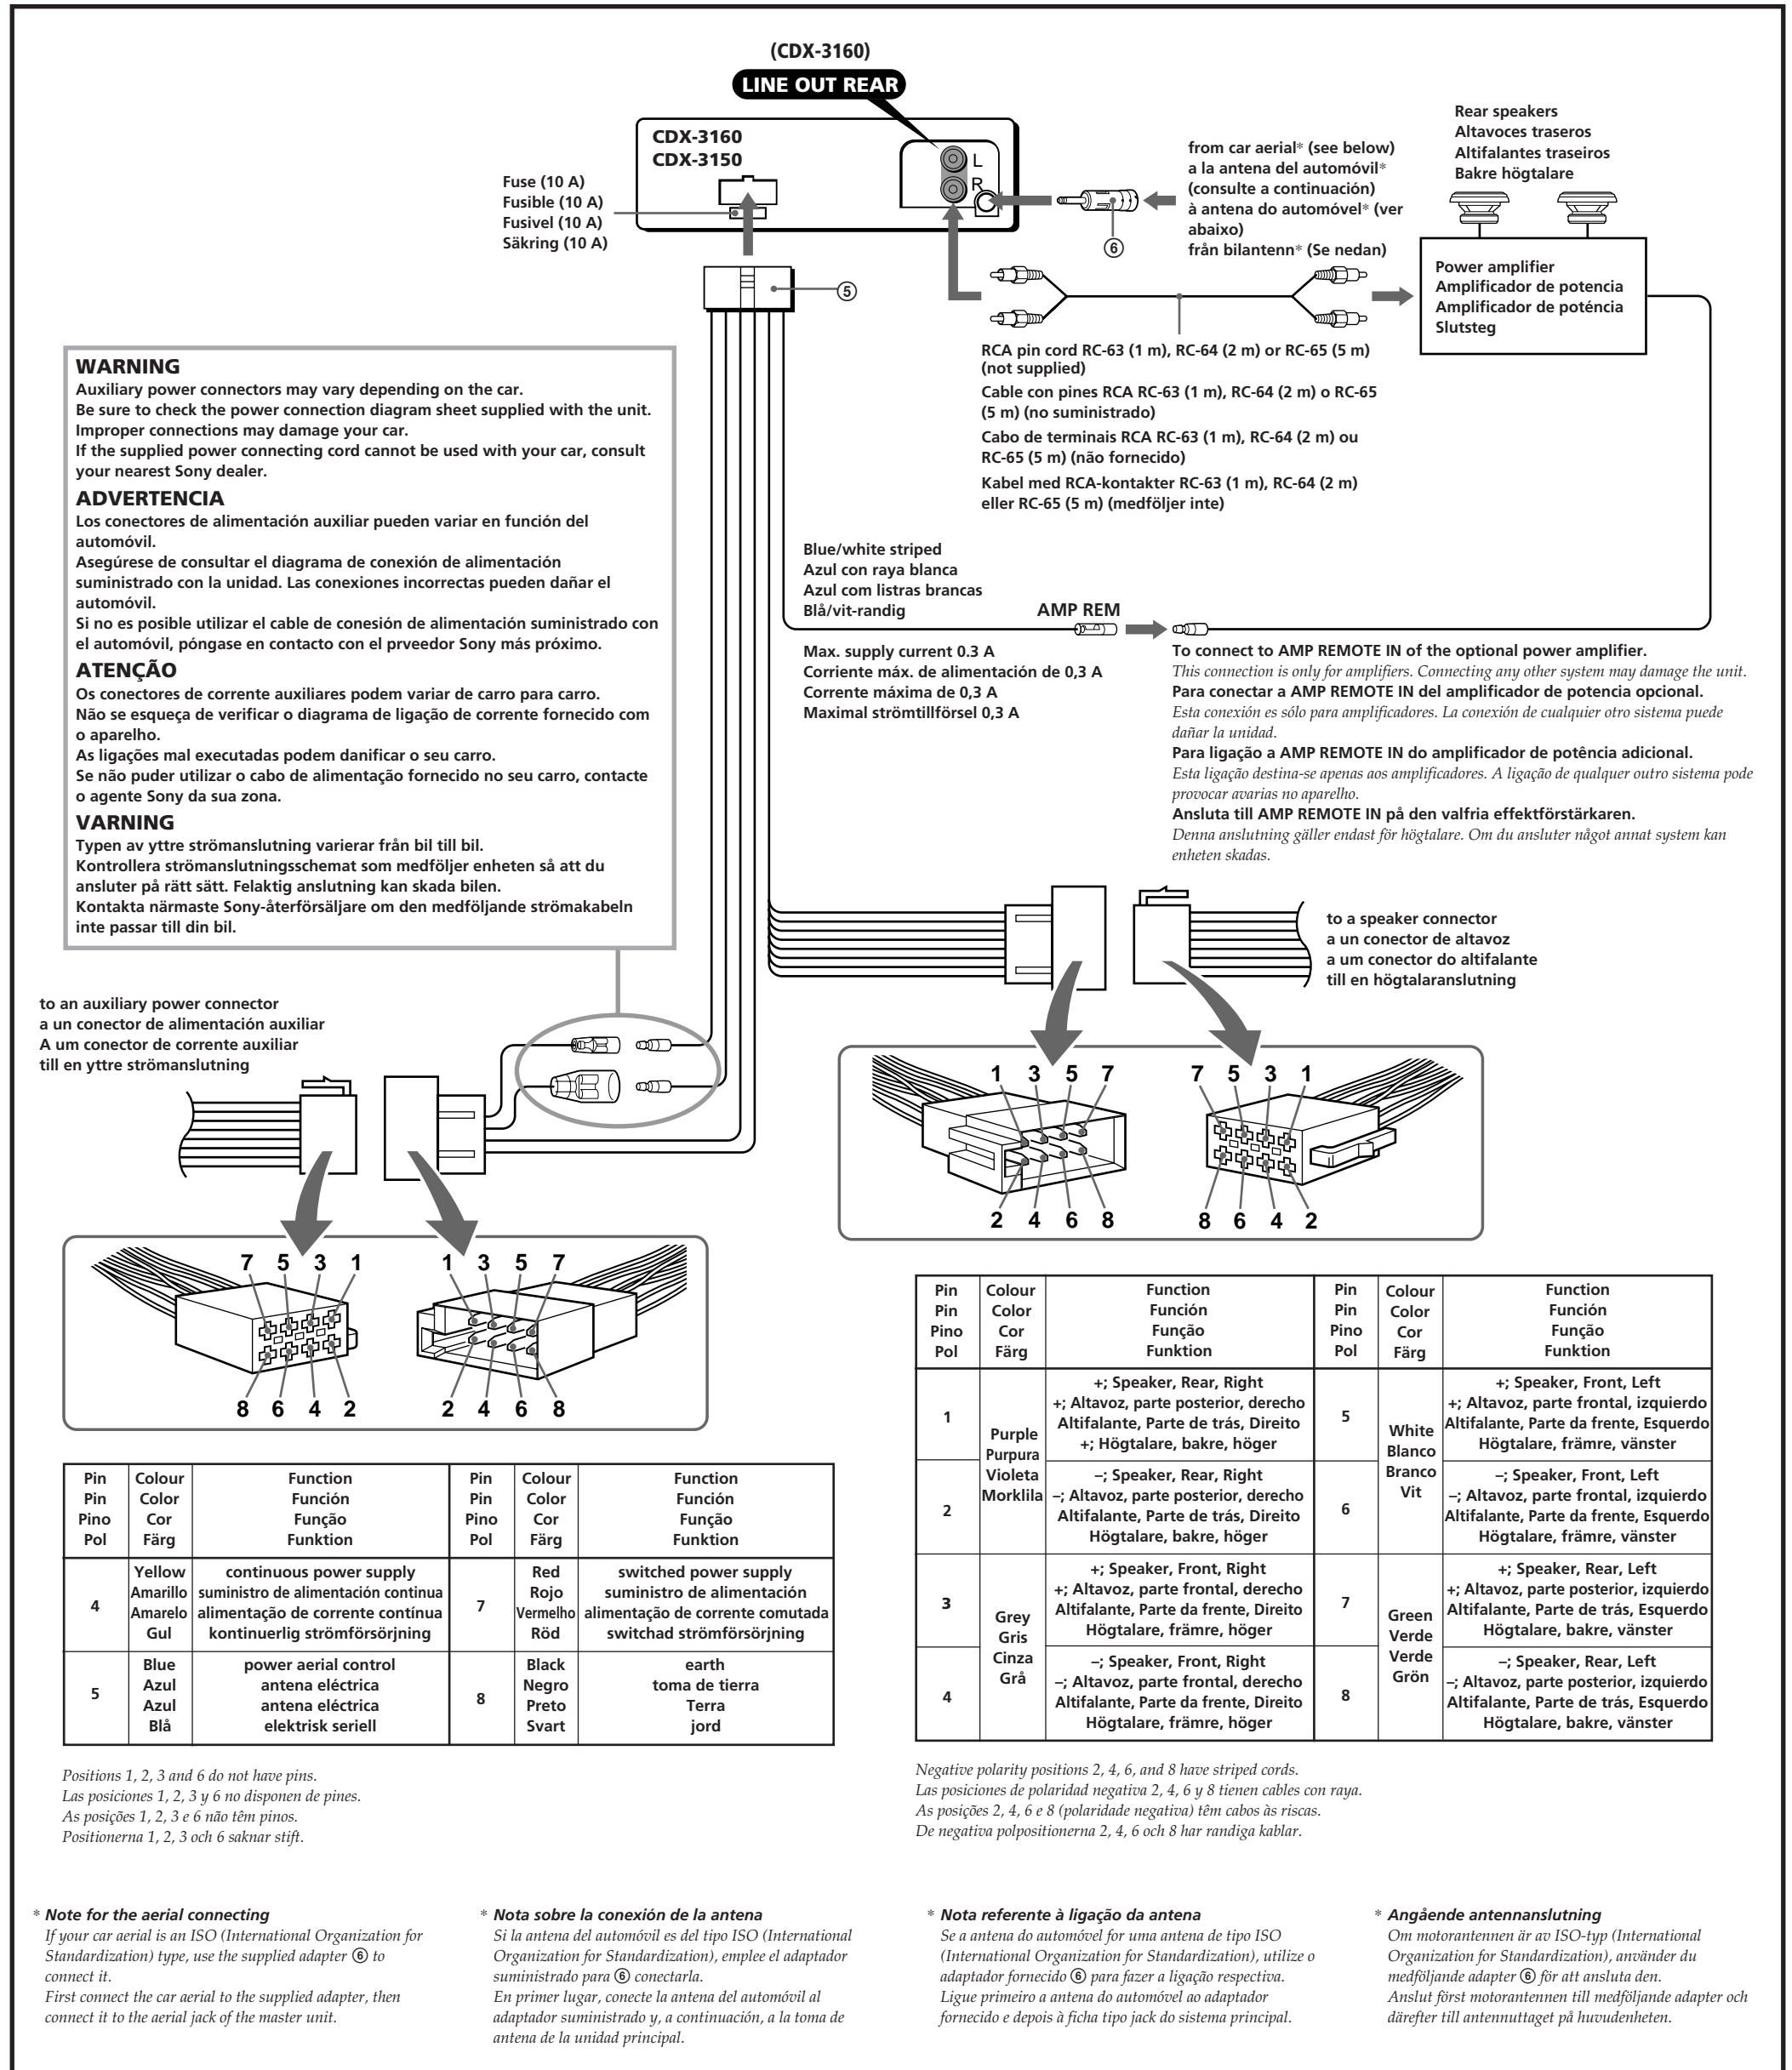 (CDX-3160)
LINE OUT REAR
CDX-3160
CDX-3150
L
R
Fuse (10 A)
Fusible (10 A)
Fusivel (10 A)
Säkring (10 A)
from car aerial* (see below)
a la antena del automóvil*
(consulte a continuación)
à antena do automóvel* (ver
abaixo)
från bilantenn* (Se nedan)
Rear speakers
Altavoces traseros
Altifalantes traseiros
Bakre högtalare
⑥
⑤
Power amplifier
Amplificador de potencia
Amplificador de poténcia
Slutsteg
RCA pin cord RC-63 (1 m), RC-64 (2 m) or RC-65 (5 m)
(not supplied)
Cable con pines RCA RC-63 (1 m), RC-64 (2 m) o RC-65
(5 m) (no suministrado)
Cabo de terminais RCA RC-63 (1 m), RC-64 (2 m) ou
RC-65 (5 m) (não fornecido)
Kabel med RCA-kontakter RC-63 (1 m), RC-64 (2 m)
eller RC-65 (5 m) (medföljer inte)
WARNING
Auxiliary power connectors may vary depending on the car.
Be sure to check the power connection diagram sheet supplied with the unit.
Improper connections may damage your car.
If the supplied power connecting cord cannot be used with your car, consult
your nearest Sony dealer.
ADVERTENCIA
Los conectores de alimentación auxiliar pueden variar en función del
automóvil.
Asegúrese de consultar el diagrama de conexión de alimentación
suministrado con la unidad. Las conexiones incorrectas pueden dañar el
automóvil.
Si no es posible utilizar el cable de conesión de alimentación suministrado con
el automóvil, póngase en contacto con el prveedor Sony más próximo.
ATENÇÃO
Os conectores de corrente auxiliares podem variar de carro para carro.
Não se esqueça de verificar o diagrama de ligação de corrente fornecido com
o aparelho.
As ligações mal executadas podem danificar o seu carro.
Se não puder utilizar o cabo de alimentação fornecido no seu carro, contacte
o agente Sony da sua zona.
VARNING
Typen av yttre strömanslutning varierar från bil till bil.
Kontrollera strömanslutningsschemat som medföljer enheten så att du
ansluter på rätt sätt. Felaktig anslutning kan skada bilen.
Kontakta närmaste Sony-återförsäljare om den medföljande strömakabeln
inte passar till din bil.
Blue/white striped
Azul con raya blanca
Azul com listras brancas
Blå/vit-randig
AMP REM
Max. supply current 0.3 A
Corriente máx. de alimentación de 0,3 A
Corrente máxima de 0,3 A
Maximal strömtillförsel 0,3 A
To connect to AMP REMOTE IN of the optional power amplifier.
This connection is only for amplifiers. Connecting any other system may damage the unit.
Para conectar a AMP REMOTE IN del amplificador de potencia opcional.
Esta conexión es sólo para amplificadores. La conexión de cualquier otro sistema puede
dañar la unidad.
Para ligação a AMP REMOTE IN do amplificador de potência adicional.
Esta ligação destina-se apenas aos amplificadores. A ligação de qualquer outro sistema pode
provocar avarias no aparelho.
Ansluta till AMP REMOTE IN på den valfria effektförstärkaren.
Denna anslutning gäller endast för högtalare. Om du ansluter något annat system kan
enheten skadas.
to a speaker connector
a un conector de altavoz
a um conector do altifalante
till en högtalaranslutning
to an auxiliary power connector
a un conector de alimentación auxiliar
A um conector de corrente auxiliar
till en yttre strömanslutning
1 3 5 7
7 5 3 1
2 4 6 8
8 6 4 2
7 5 3 1
1 3 5 7
8 6 4 2
2 4 6 8
Pin Colour Function Pin Colour Function
Pin Color Función Pin Color Función
Pino Cor Função Pino Cor Função
Pol Färg Funktion Pol Färg Funktion
4
Yellow
Amarillo
Amarelo
Gul
continuous power supply
suministro de alimentación continua
alimentação de corrente contínua
kontinuerlig strömförsörjning
7
Red
Rojo
Vermelho
Röd
switched power supply
suministro de alimentación
alimentação de corrente comutada
switchad strömförsörjning
5
Blue
Azul
Azul
Blå
power aerial control
antena eléctrica
antena eléctrica
elektrisk seriell
8
Black
Negro
Preto
Svart
earth
toma de tierra
Terra
jord
Positions 1, 2, 3 and 6 do not have pins.
Las posiciones 1, 2, 3 y 6 no disponen de pines.
As posições 1, 2, 3 e 6 não têm pinos.
Positionerna 1, 2, 3 och 6 saknar stift.
Pin Colour Function Pin Colour Function
Pin Color Función Pin Color Función
Pino Cor Função Pino Cor Função
Pol Färg Funktion Pol Färg Funktion
1
Purple
Purpura
Violeta
Morklila
+; Speaker, Rear, Right
+; Altavoz, parte posterior, derecho
Altifalante, Parte de trás, Direito
+; Högtalare, bakre, höger
2
–; Speaker, Rear, Right
–; Altavoz, parte posterior, derecho
Altifalante, Parte de trás, Direito
Högtalare, bakre, höger
3
Grey
Gris
Cinza
Grå
+; Speaker, Front, Right
+; Altavoz, parte frontal, derecho
Altifalante, Parte da frente, Direito
Högtalare, främre, höger
4
–; Speaker, Front, Right
–; Altavoz, parte frontal, derecho
Altifalante, Parte da frente, Direito
Högtalare, främre, höger
5
White
Blanco
Branco
Vit
+; Speaker, Front, Left
+; Altavoz, parte frontal, izquierdo
Altifalante, Parte da frente, Esquerdo
Högtalare, främre, vänster
6
–; Speaker, Front, Left
–; Altavoz, parte frontal, izquierdo
Altifalante, Parte da frente, Esquerdo
Högtalare, främre, vänster
7
Green
Verde
Verde
Grön
+; Speaker, Rear, Left
+; Altavoz, parte posterior, izquierdo
Altifalante, Parte de trás, Esquerdo
Högtalare, bakre, vänster
8
–; Speaker, Rear, Left
–; Altavoz, parte posterior, izquierdo
Altifalante, Parte de trás, Esquerdo
Högtalare, bakre, vänster
Negative polarity positions 2, 4, 6, and 8 have striped cords.
Las posiciones de polaridad negativa 2, 4, 6 y 8 tienen cables con raya.
As posições 2, 4, 6 e 8 (polaridade negativa) têm cabos às riscas.
De negativa polpositionerna 2, 4, 6 och 8 har randiga kablar.
* Note for the aerial connecting
If your car aerial is an ISO (International Organization for
Standardization) type, use the supplied adapter ⑥ to
connect it.
First connect the car aerial to the supplied adapter, then
connect it to the aerial jack of the master unit.
* Nota sobre la conexión de la antena
Si la antena del automóvil es del tipo ISO (International
Organization for Standardization), emplee el adaptador
suministrado para ⑥ conectarla.
En primer lugar, conecte la antena del automóvil al
adaptador suministrado y, a continuación, a la toma de
antena de la unidad principal.
* Nota referente à ligação da antena
Se a antena do automóvel for uma antena de tipo ISO
(International Organization for Standardization), utilize o
adaptador fornecido ⑥ para fazer a ligação respectiva.
Ligue primeiro a antena do automóvel ao adaptador
fornecido e depois à ficha tipo jack do sistema principal.
* Angående antennanslutning
Om motorantennen är av ISO-typ (International
Organization for Standardization), använder du
medföljande adapter ⑥ för att ansluta den.
Anslut först motorantennen till medföljande adapter och
därefter till antennuttaget på huvudenheten.